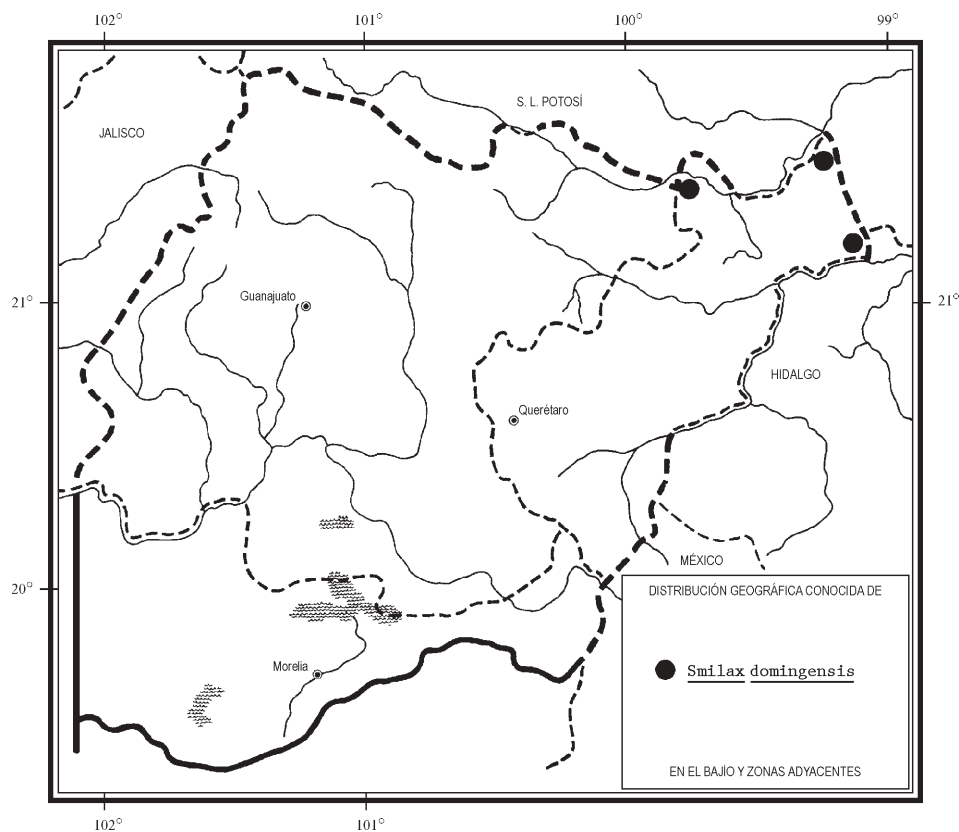 102° 101° 100° 99°
S. L. POTOSÍ
JALISCO
Guanajuato
21° 21°
HIDALGO
Querétaro
MÉXICO
20°
DISTRIBUCIÓN GEOGRÁFICA CONOCIDA DE
Morelia
Smilax domingensis
EN EL BAJÍO Y ZONAS ADYACENTES
102° 101°